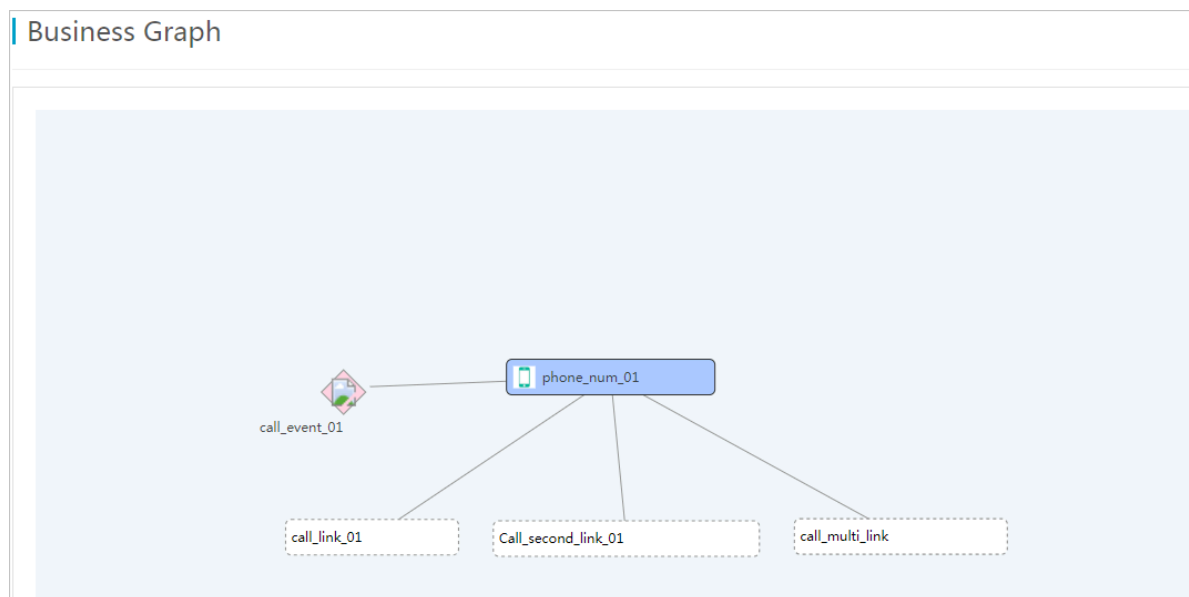 Business Graph
phone_num_01
call_event_01
call_link_01
Call_second_link_01
call_multi_link